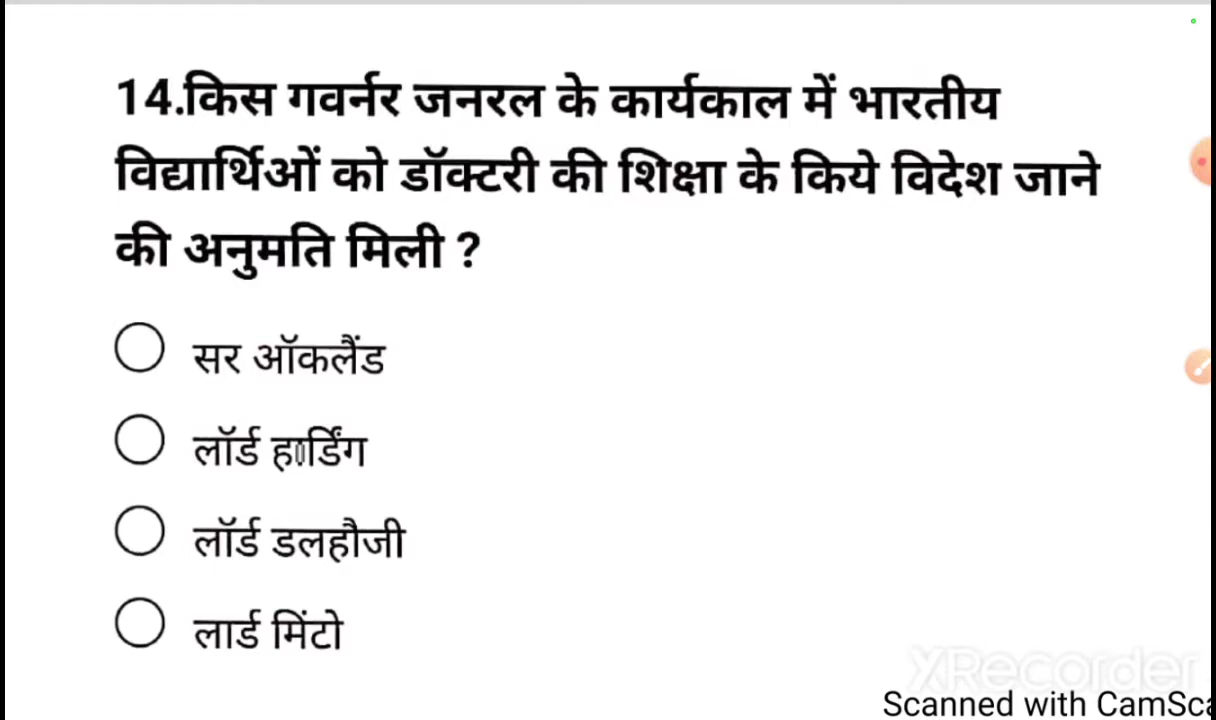 14.किस गवर्नर जनरल के कार्यकाल में भारतीय
विद्यार्थिओं को डॉक्टरी की शिक्षा के किये विदेश जाने
की अनुमति मिली ?
सर ऑकलैंड
लॉर्ड हार्डिंग
लॉर्ड डलहौजी
लार्ड मिंटो
XRecorder
Scanned with CamSca